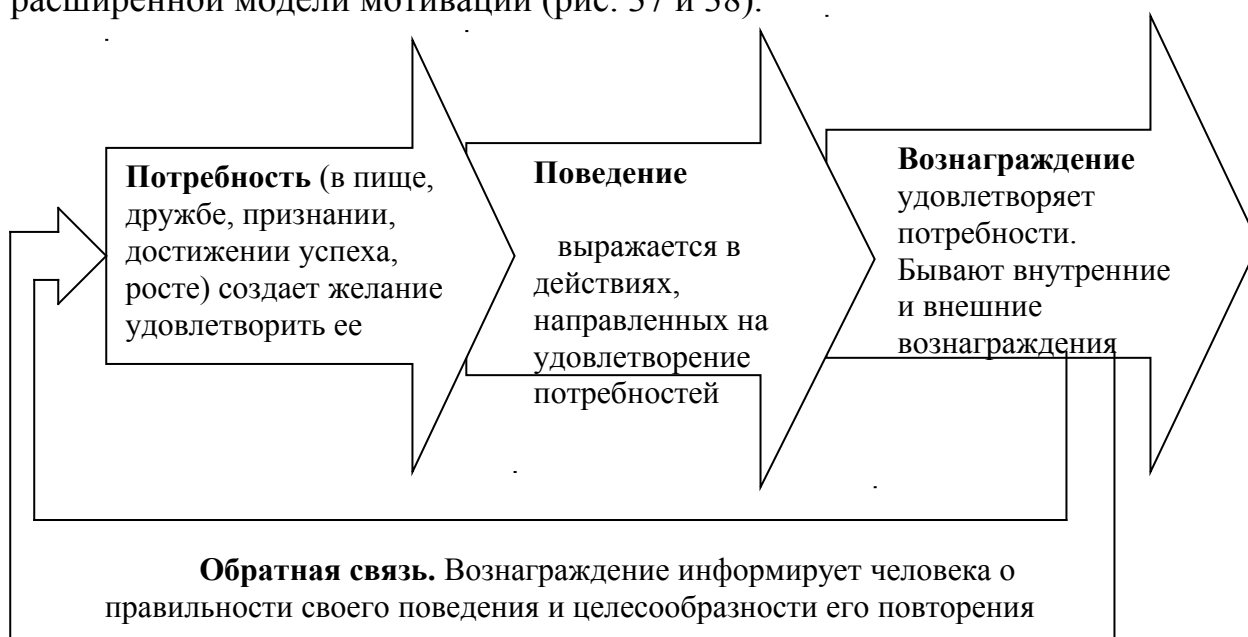 расширенной модели мотивации (рис. 37 и 38).
Потребность (в пище,
дружбе, признании,
достижении успеха,
росте) создает желание
удовлетворить ее
Поведение
выражается в
действиях,
направленных на
удовлетворение
потребностей
Вознаграждение
удовлетворяет
потребности.
Бывают внутренние
и внешние
вознаграждения
Обратная связь. Вознаграждение информирует человека о
правильности своего поведения и целесообразности его повторения